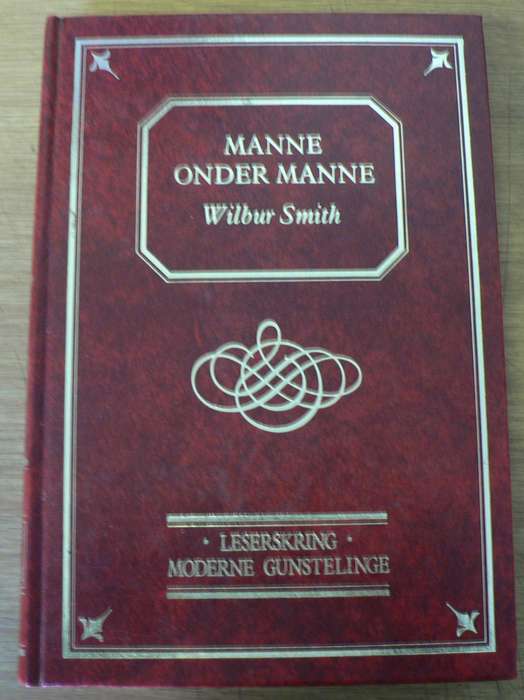 MANNE
ONDER MANNE
Wilbur Smith
· LESERSKRING ·
MODERNE GUNSTELINGE